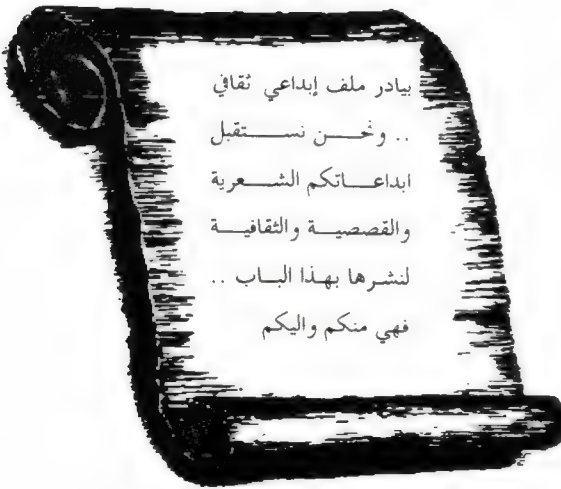 بيادر ملف إبداعي ثقافي
.. ونحن نستقبل
ابداعاتكم الشعرية
والقصصية والثقافية
لنشرها بهذا الباب ..
فهي منكم واليكم